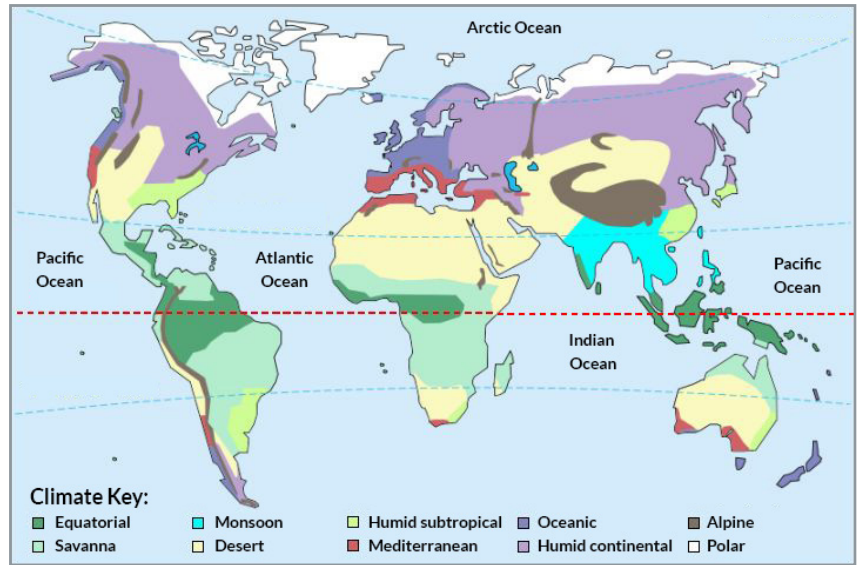 Arctic Ocean
Pacific
Ocean
Atlantic
Ocean
Pacific
Ocean
Indian
Ocean
Climate Key:
Equatorial
Monsoon
Humid subtropical
Oceanic
Alpine
Savanna
Desert
Mediterranean
Humid continental
Polar